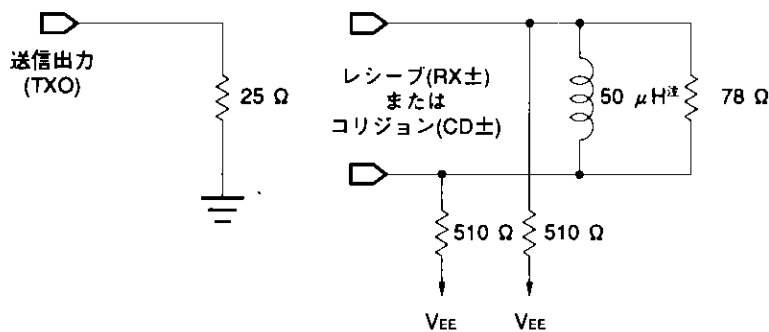 送信出力
(TXO)
25 Ω
レシーブ(RX±)
または
コリジョン(CD±)
50 μH注
78 Ω
510 Ω
510 Ω
VEE
VEE